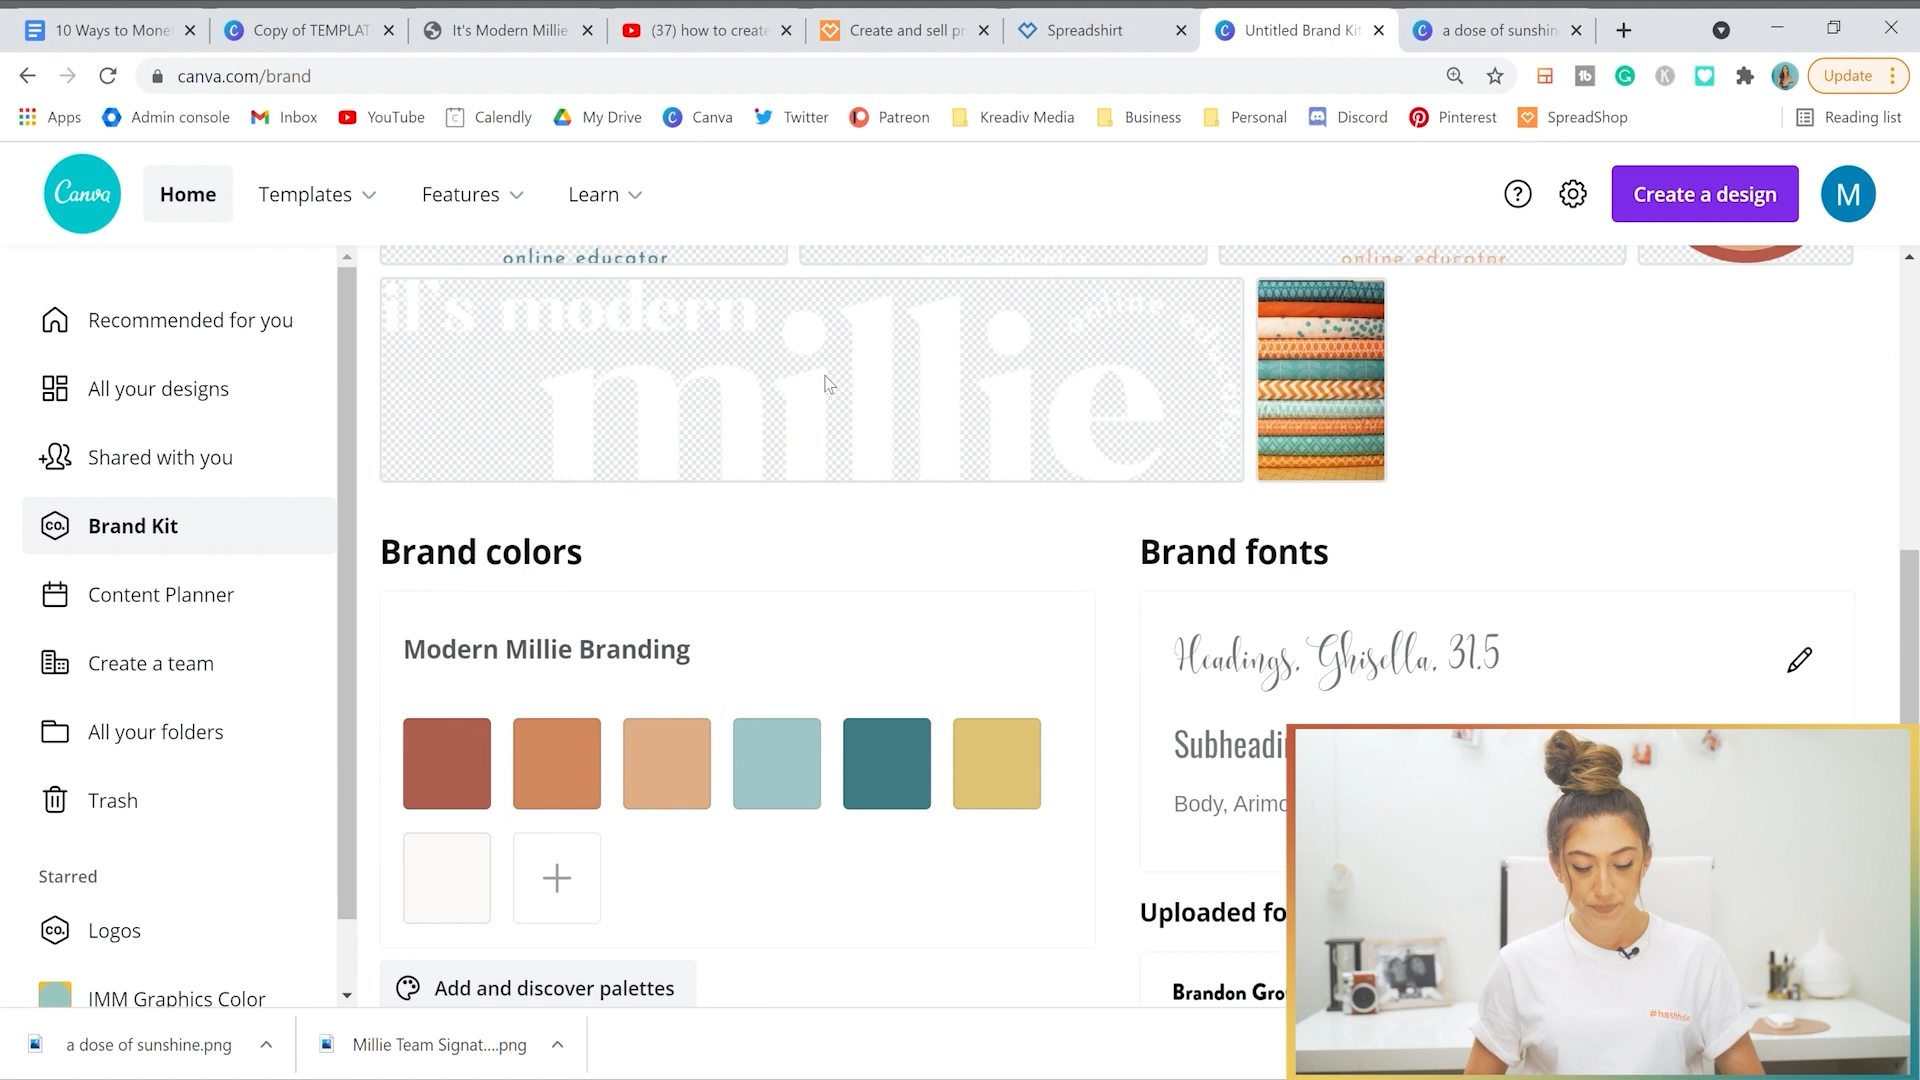 10 Ways to Mone
Copy of TEMPLAT
It's Modern Millie
(37) how to create
Create and sell pr
Spreadshirt
Untitled Brand Kit
a dose of sunshin
canva.com/brand
Update
Apps
Admin console
Inbox
YouTube
Calendly
My Drive
Canva
Twitter
Patreon
Kreadiv Media
Business
Personal
Discord
Pinterest
SpreadShop
Reading list
Canva
Home
Templates
Features
Learn
Create a design
M
online educator
online educator
it's modern
millie
Recommended for you
All your designs
Shared with you
CO. Brand Kit
Content Planner
Create a team
All your folders
Trash
Starred
CO. Logos
IMM Graphics Color
Brand colors
Modern Millie Branding
Add and discover palettes
Brand fonts
Headings, Ghisella, 31.5
Subheadi
Body, Arimo
Uploaded fo
Brandon Gro
a dose of sunshine.png
Millie Team Signat....png